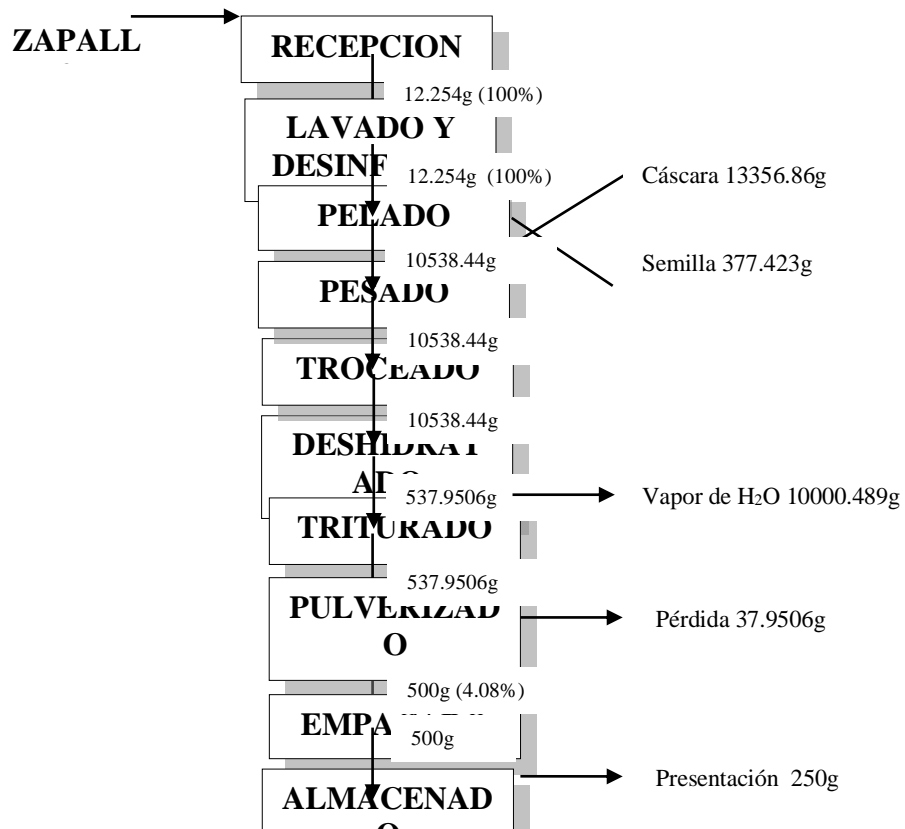 ZAPALL
RECEPCION
12.254g (100%)
LAVADO Y
DESINF
12.254g (100%)
Cáscara 13356.86g
PELADO
Semilla 377.423g
10538.44g
PESADO
10538.44g
TROCEADO
10538.44g
DESHIDRAT
AD
537.9506g
Vapor de H₂O 10000.489g
TRITURADO
537.9506g
PULVERIZAD
O
Pérdida 37.9506g
500g (4.08%)
EMPA
500g
Presentación 250g
ALMACENAD
O